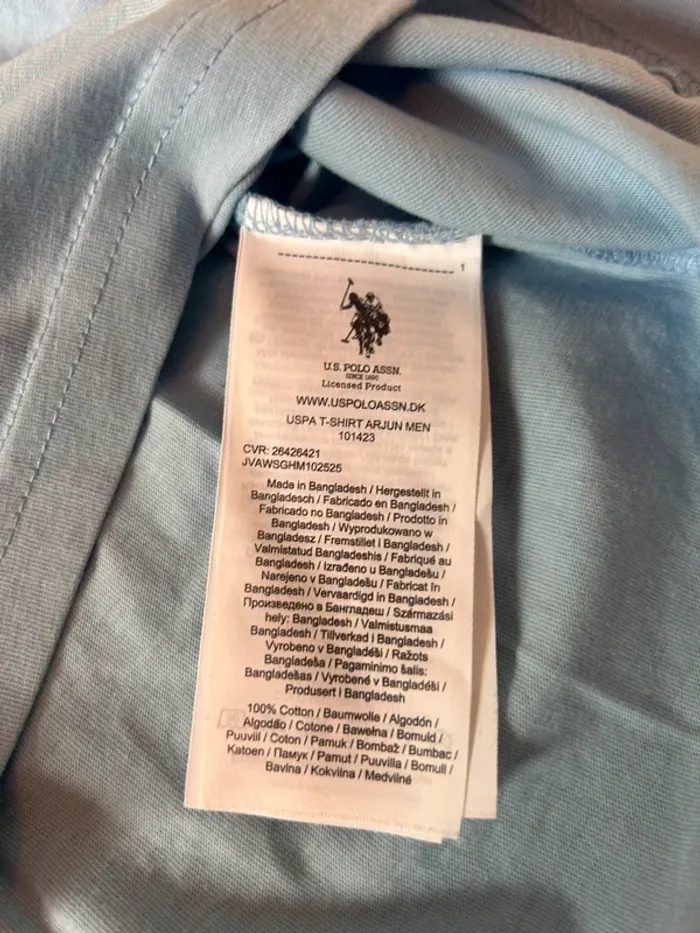 1
U.S. POLO ASSN.
SINCE 1890
Licensed Product
WWW.USPOLOASSN.DK
USPA T-SHIRT ARJUN MEN
101423
CVR: 26426421
JVAWSGHM102525
Made in Bangladesh / Hergestellt in
Bangladesch / Fabricado en Bangladesh /
Fabricado no Bangladesh / Prodotto in
Bangladesh / Wyprodukowano w
Bangladesz / Fremstillet i Bangladesh /
Valmistatud Bangladeshis / Fabriqué au
Bangladesh / Izrađeno u Bangladešu /
Narejeno v Bangladešu / Fabricat în
Bangladesh / Vervaardigd in Bangladesh /
Произведено в Бангладеш / Származási
hely: Bangladesh / Valmistusmaa
Bangladesh / Tillverkad i Bangladesh /
Vyrobeno v Bangladéši / Ražots
Bangladeša / Pagaminimo šalis:
Bangladešas / Vyrobené v Bangladéši /
Produsert i Bangladesh
100% Cotton / Baumwolle / Algodón /
Algodão / Cotone / Bawełna / Bomuld /
Puuviil / Coton / Pamuk / Bombaž / Bumbac /
Katoen / Памук / Pamut / Puuvilla / Bomull /
Bavlna / Kokvilna / Medvilnė